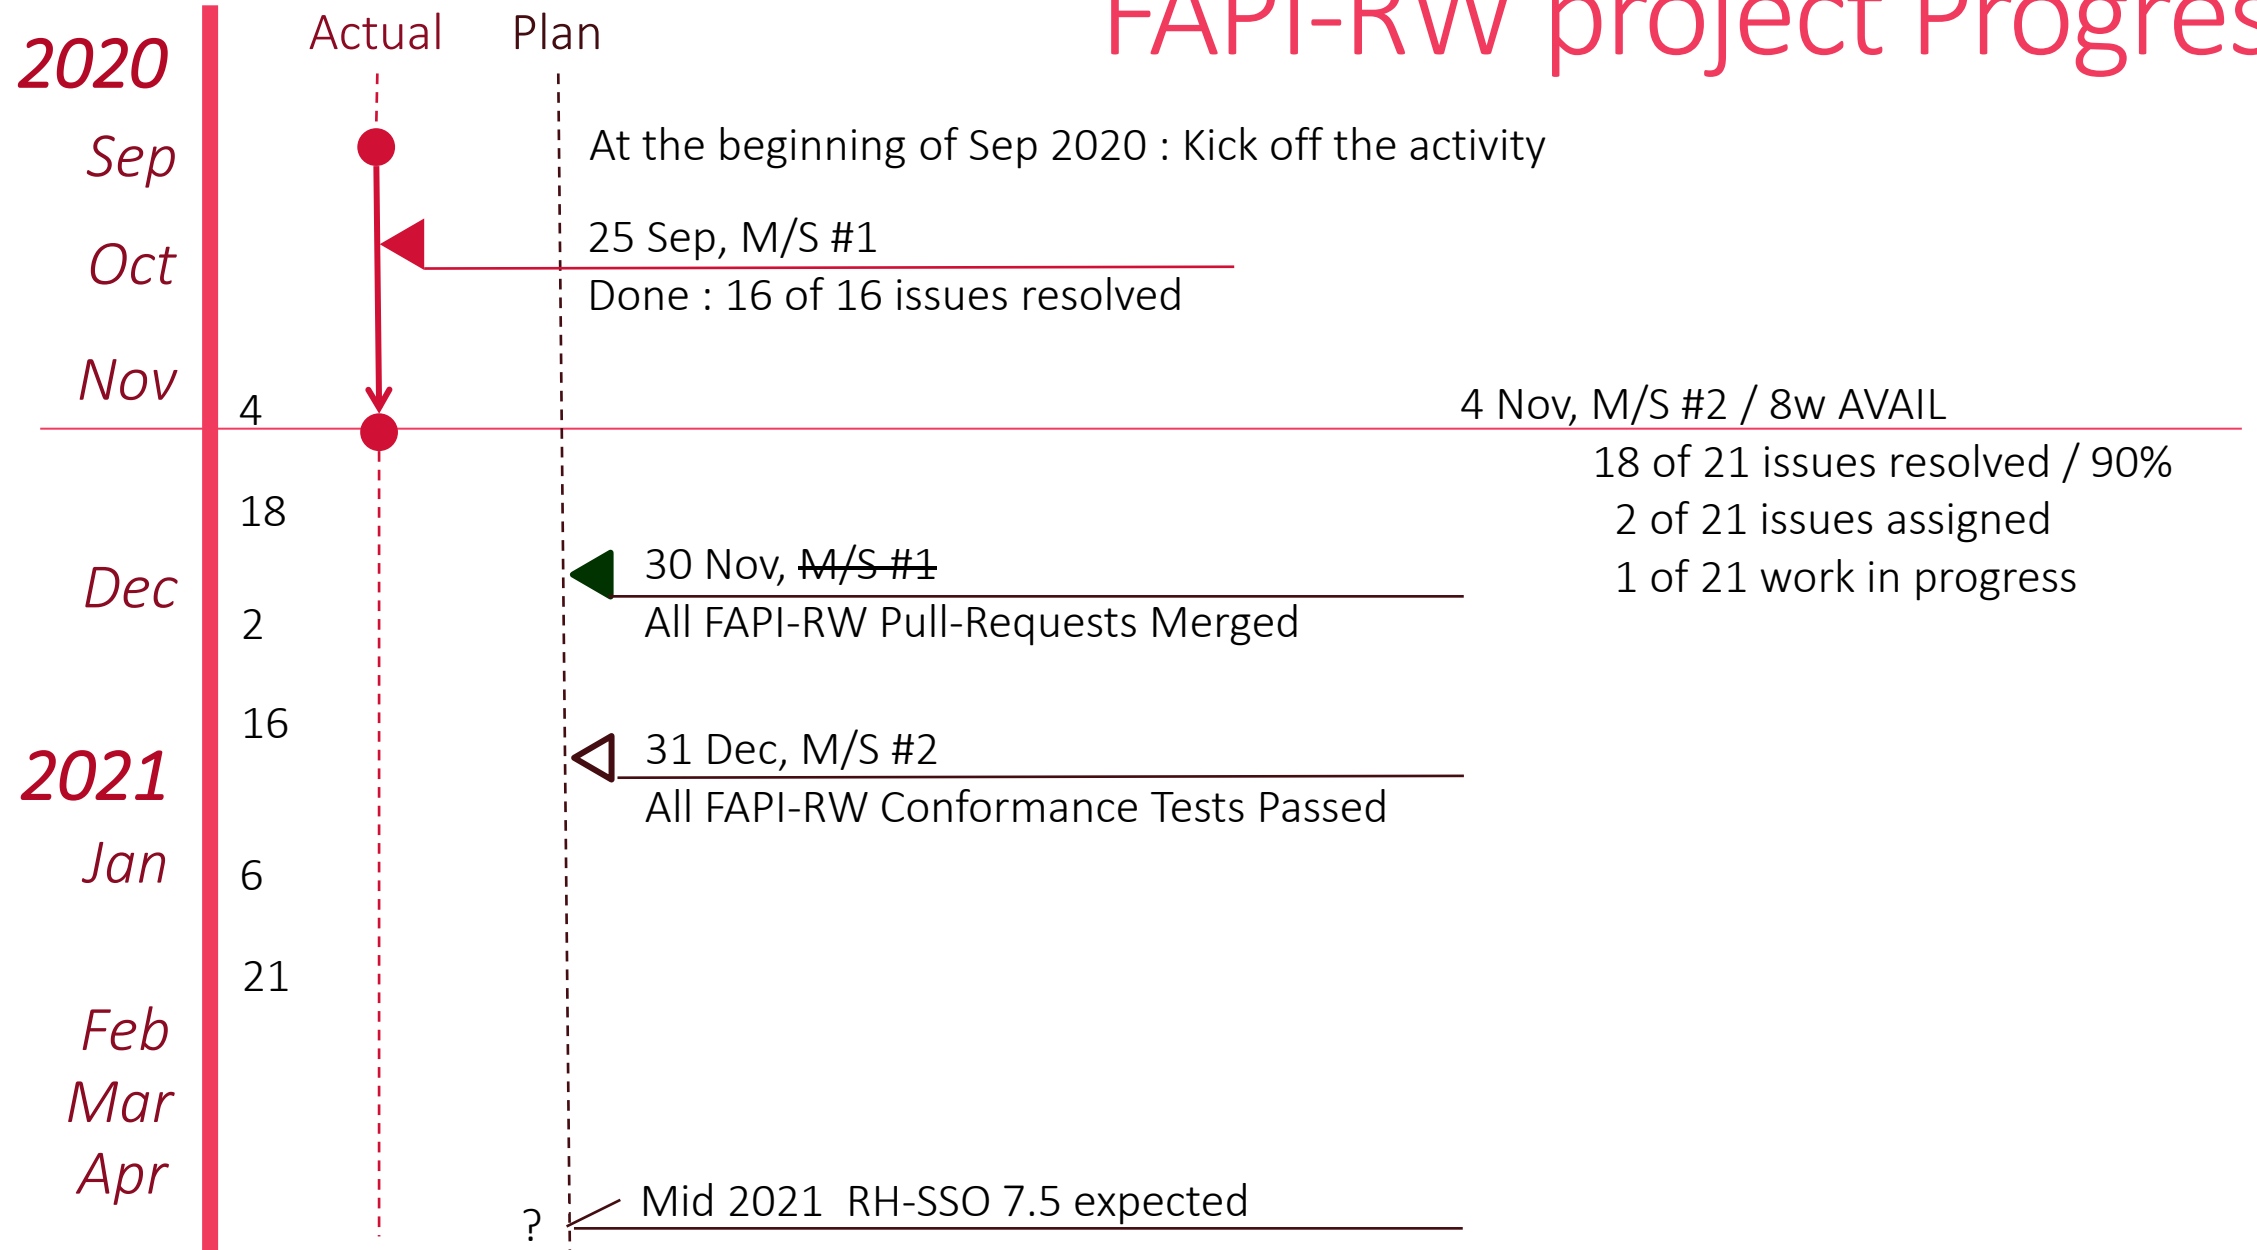 FAPI-RW project Progres
Actual
Plan
2020
Sep
At the beginning of Sep 2020 : Kick off the activity
Oct
25 Sep, M/S #1
Done : 16 of 16 issues resolved
Nov
4
4 Nov, M/S #2 / 8w AVAIL
18 of 21 issues resolved / 90%
2 of 21 issues assigned
1 of 21 work in progress
18
30 Nov, M/S #1
All FAPI-RW Pull-Requests Merged
Dec
2
16
31 Dec, M/S #2
All FAPI-RW Conformance Tests Passed
2021
Jan
6
21
Feb
Mar
Apr
Mid 2021 RH-SSO 7.5 expected
?